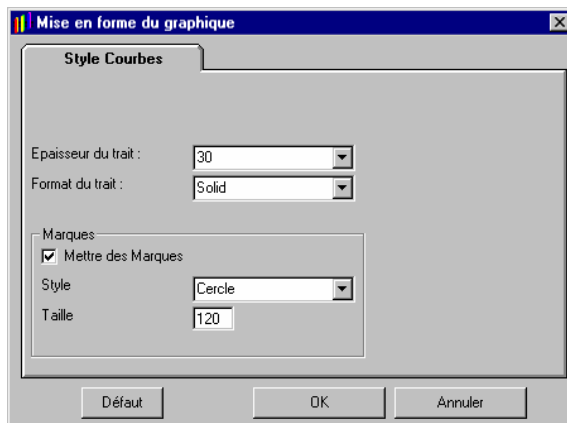 Mise en forme du graphique
Style Courbes
Epaisseur du trait : 30
Format du trait : Solid
Marques
Mettre des Marques
Style Cercle
Taille 120
Défaut OK Annuler